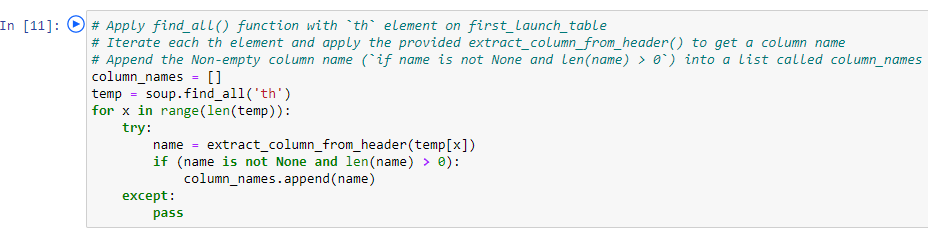 In [11]: # Apply find_all() function with `th` element on first_launch_table
# Iterate each th element and apply the provided extract_column_from_header() to get a column name
# Append the Non-empty column name (`if name is not None and len(name) > 0`) into a list called column_names
column_names = []
temp = soup.find_all('th')
for x in range(len(temp)):
    try:
        name = extract_column_from_header(temp[x])
        if (name is not None and len(name) > 0):
            column_names.append(name)
    except:
        pass